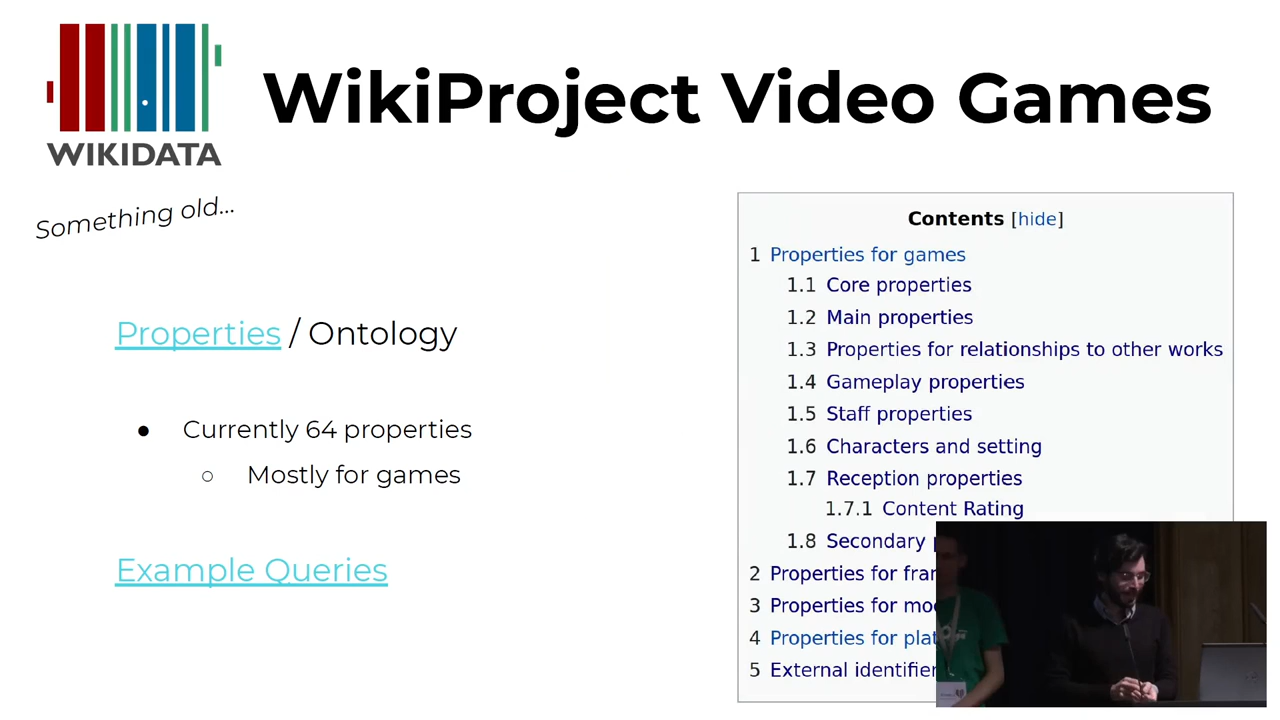 WIKIDATA
WikiProject Video Games
Something old...
Properties / Ontology
● Currently 64 properties
○ Mostly for games
Example Queries
Contents [hide]
1 Properties for games
1.1 Core properties
1.2 Main properties
1.3 Properties for relationships to other works
1.4 Gameplay properties
1.5 Staff properties
1.6 Characters and setting
1.7 Reception properties
1.7.1 Content Rating
1.8 Secondary
2 Properties for
3 Properties for
4 Properties for
5 External